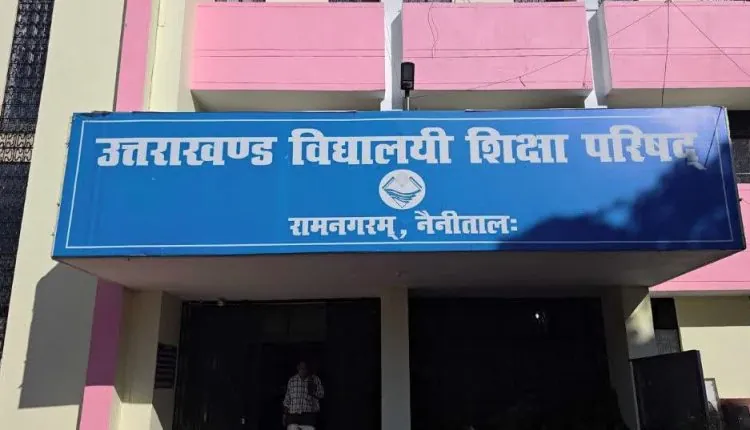 उत्तराखण्ड विद्यालयी शिक्षा परिषद्
रामनगरम्, नैनीतालः